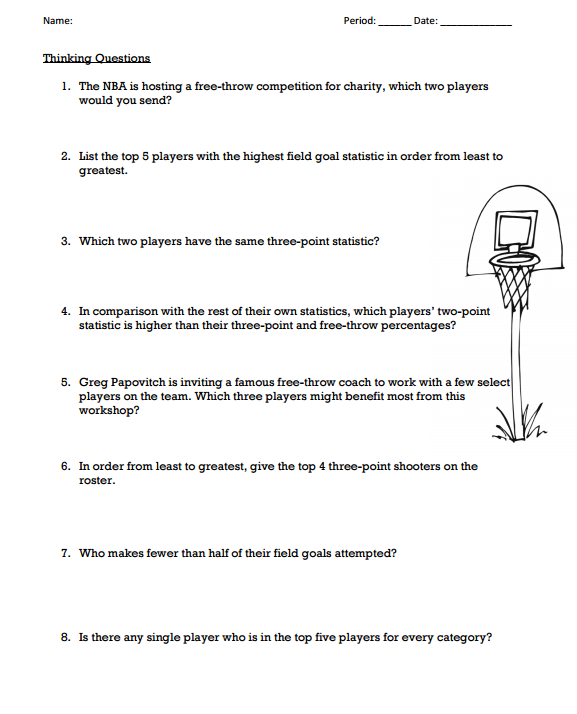 Name: Period: ______ Date: _____________
Thinking Questions
1. The NBA is hosting a free-throw competition for charity, which two players
would you send?
2. List the top 5 players with the highest field goal statistic in order from least to
greatest.
3. Which two players have the same three-point statistic?
4. In comparison with the rest of their own statistics, which players' two-point
statistic is higher than their three-point and free-throw percentages?
5. Greg Papovitch is inviting a famous free-throw coach to work with a few select
players on the team. Which three players might benefit most from this
workshop?
6. In order from least to greatest, give the top 4 three-point shooters on the
roster.
7. Who makes fewer than half of their field goals attempted?
8. Is there any single player who is in the top five players for every category?